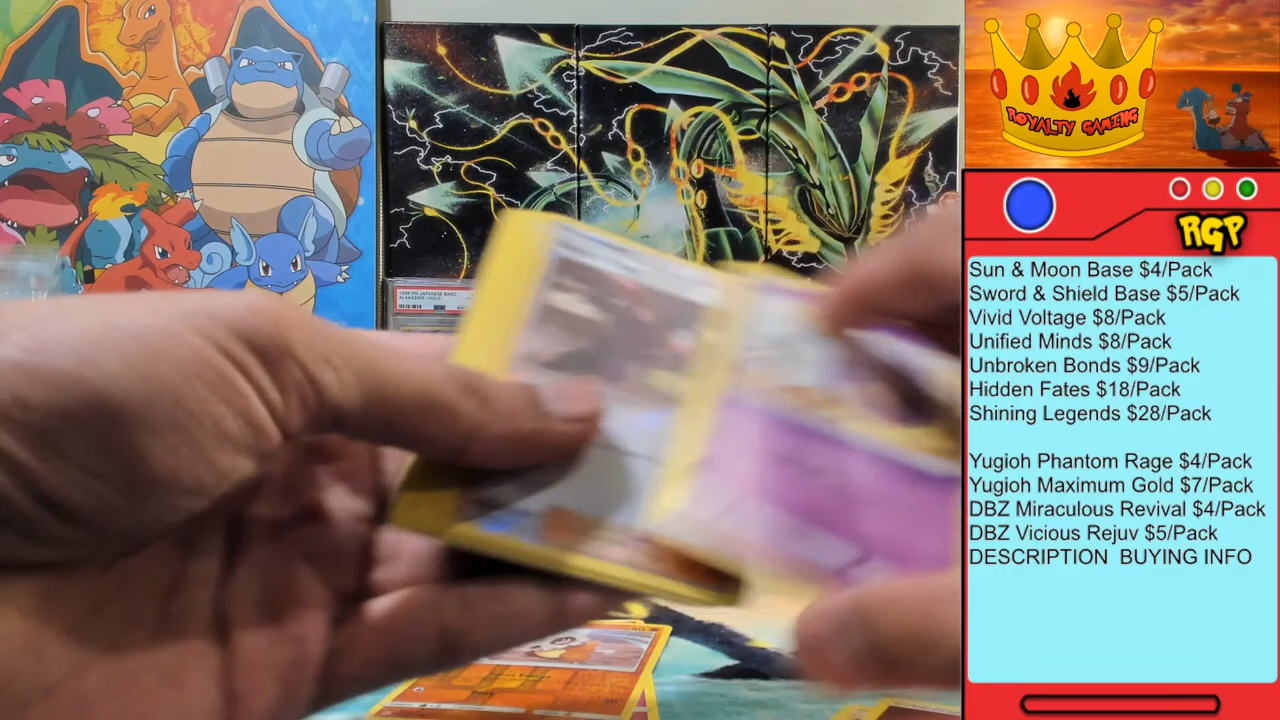 ROYALTY GAMING
RGP
Sun & Moon Base $4/Pack
Sword & Shield Base $5/Pack
Vivid Voltage $8/Pack
Unified Minds $8/Pack
Unbroken Bonds $9/Pack
Hidden Fates $18/Pack
Shining Legends $28/Pack
Yugioh Phantom Rage $4/Pack
Yugioh Maximum Gold $7/Pack
DBZ Miraculous Revival $4/Pack
DBZ Vicious Rejuv $5/Pack
DESCRIPTION BUYING INFO
ALAKAZAM-HOLO